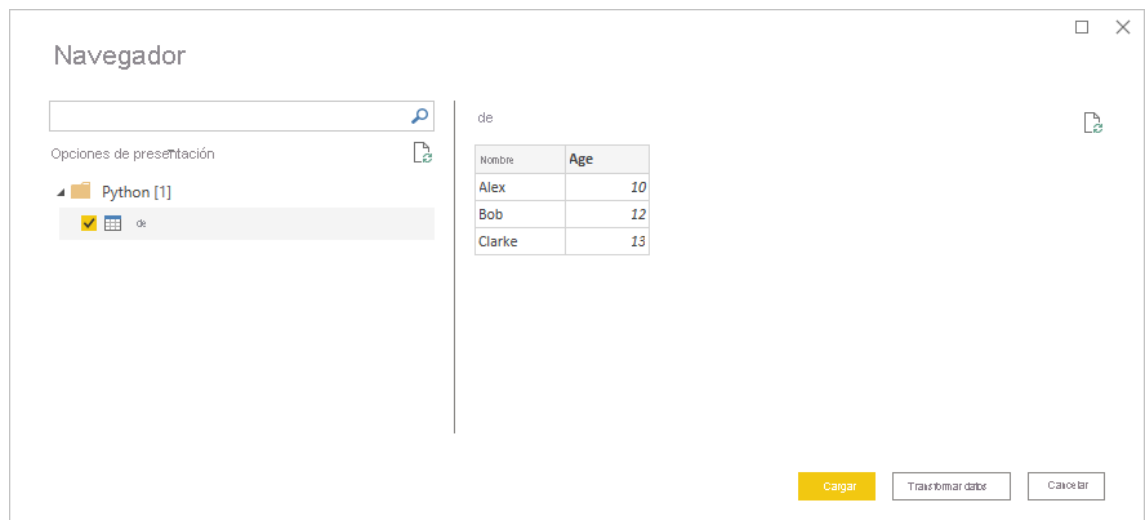 Navegador
Opciones de presentación
Python [1]
de
de
Nombre Age
Alex 10
Bob 12
Clarke 13
Cargar Transformar datos Cancelar